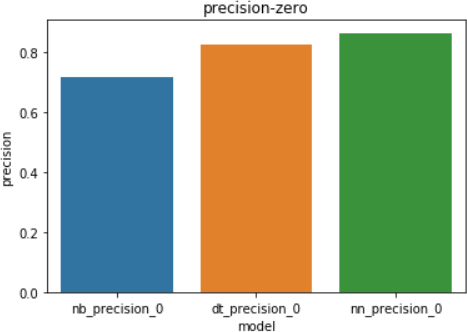 precision-zero
precision
0.8
0.6
0.4
0.2
0.0
nb_precision_0
dt_precision_0
nn_precision_0
model